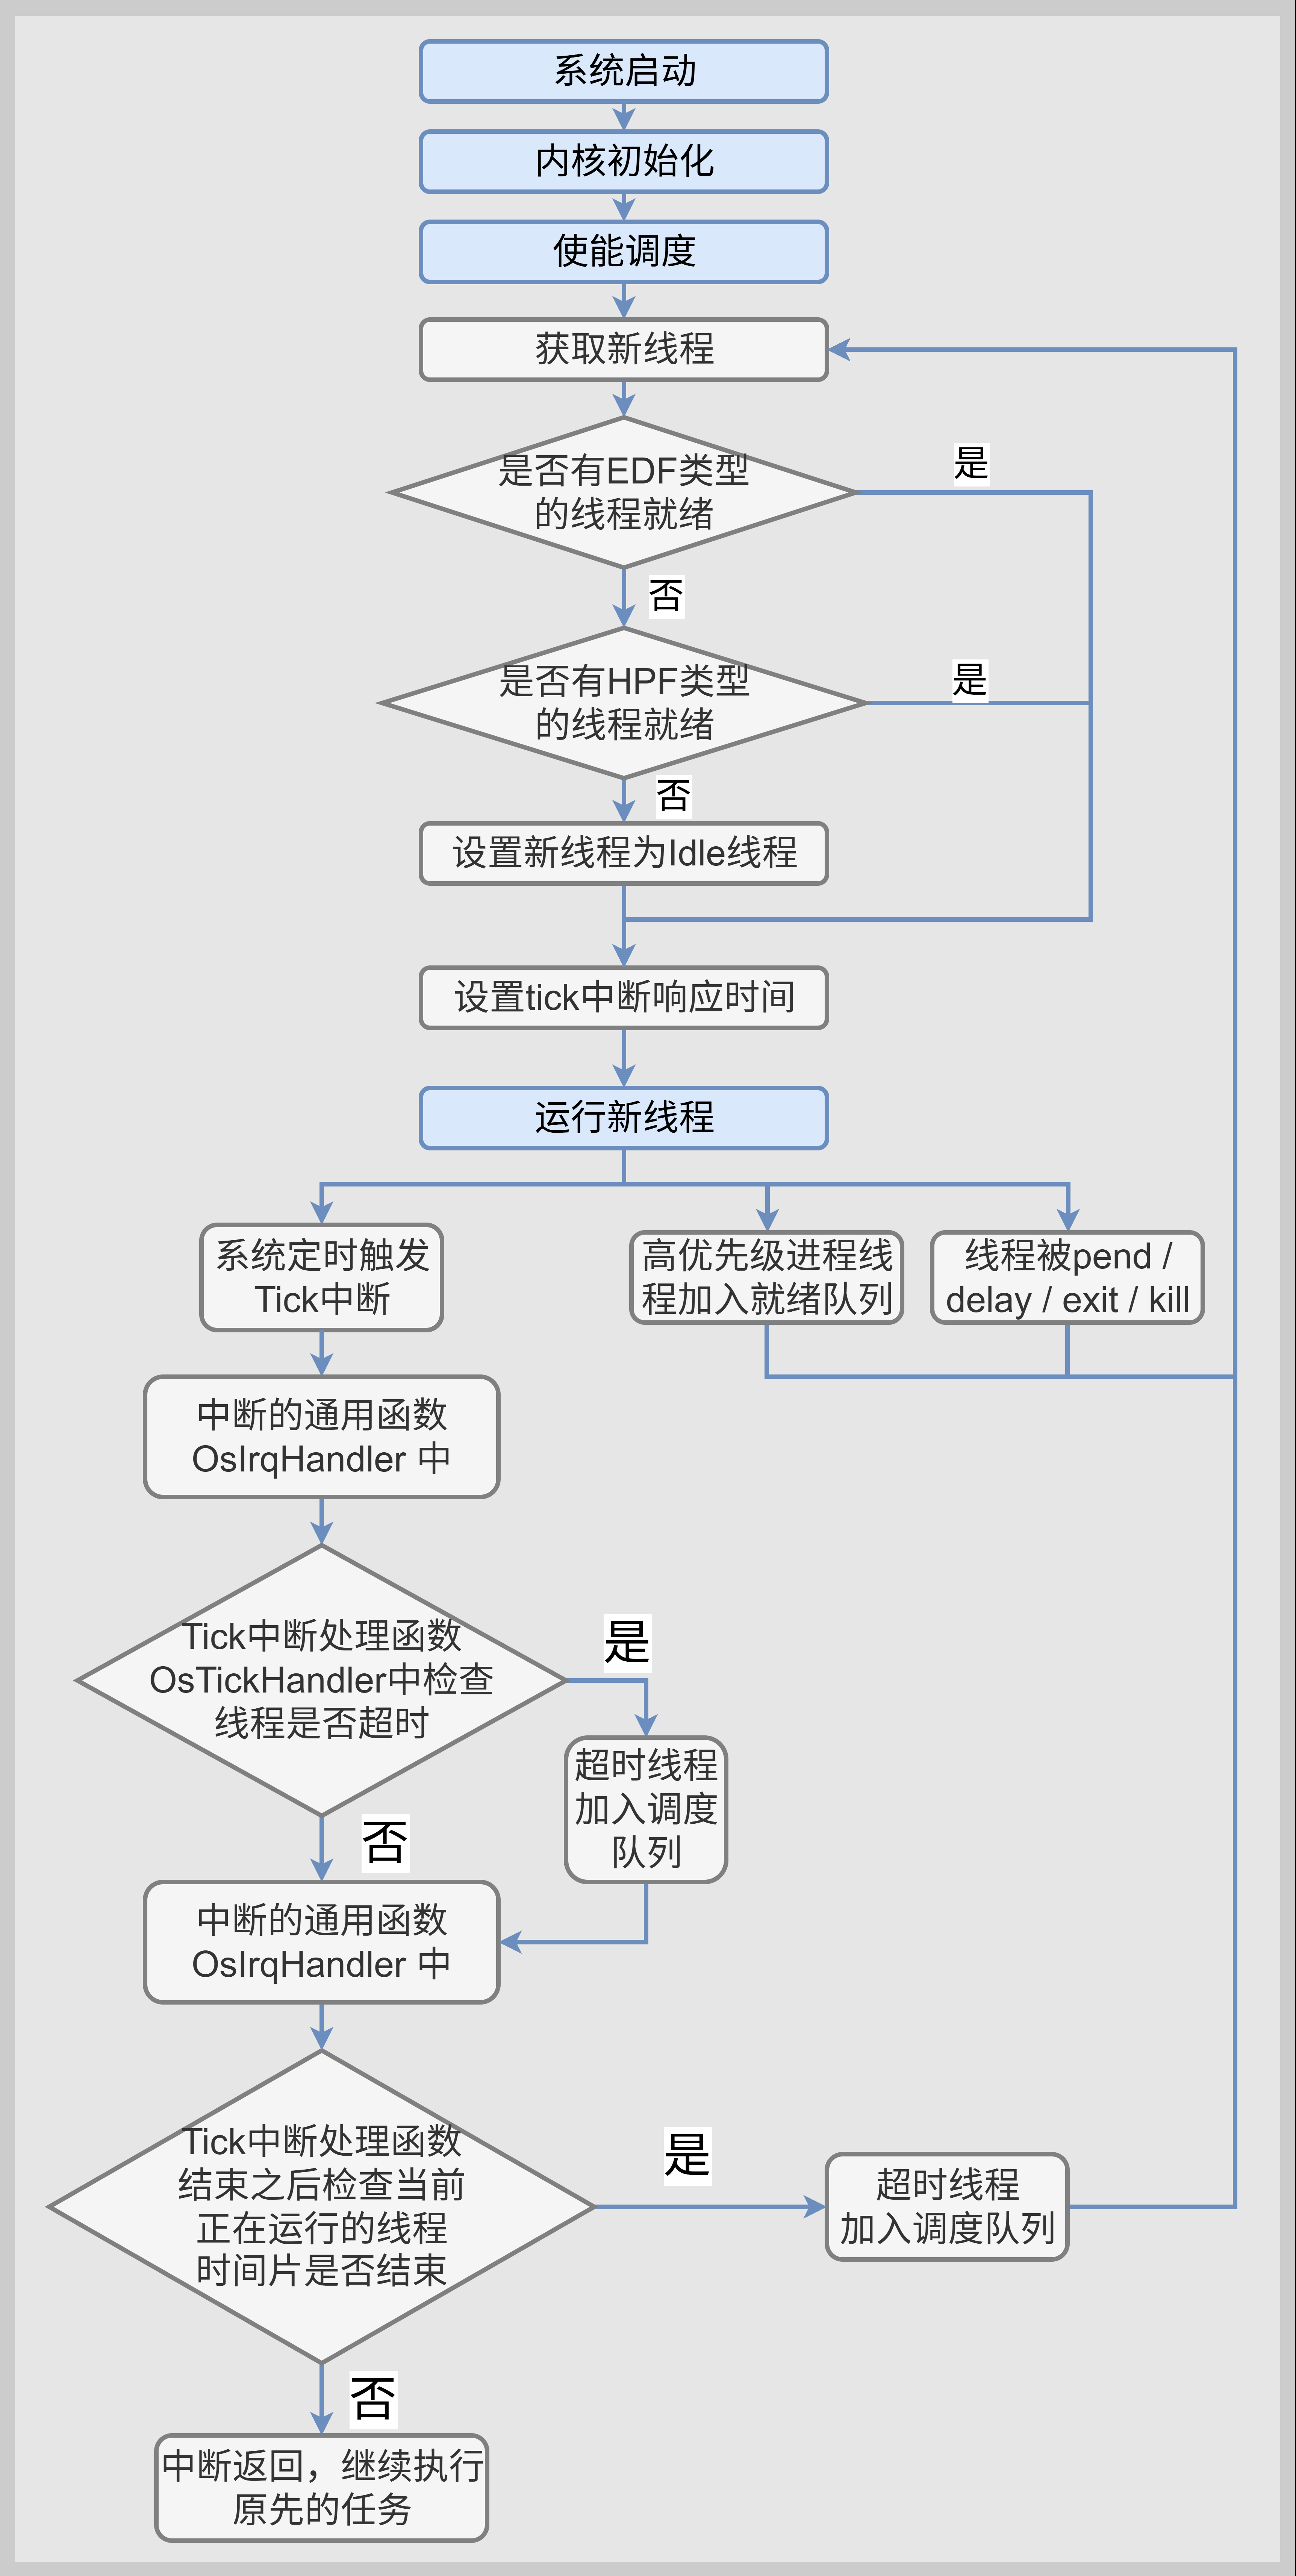 系统启动
内核初始化
使能调度
获取新线程
是否有EDF类型
的线程就绪
是
否
是否有HPF类型
的线程就绪
是
否
设置新线程为Idle线程
设置tick中断响应时间
运行新线程
系统定时触发
Tick中断
高优先级进程线
程加入就绪队列
线程被pend /
delay / exit / kill
中断的通用函数
OsIrqHandler 中
Tick中断处理函数
OsTickHandler中检查
线程是否超时
是
超时线程
加入调度
队列
否
中断的通用函数
OsIrqHandler 中
Tick中断处理函数
结束之后检查当前
正在运行的线程
时间片是否结束
是
超时线程
加入调度队列
否
中断返回，继续执行
原先的任务